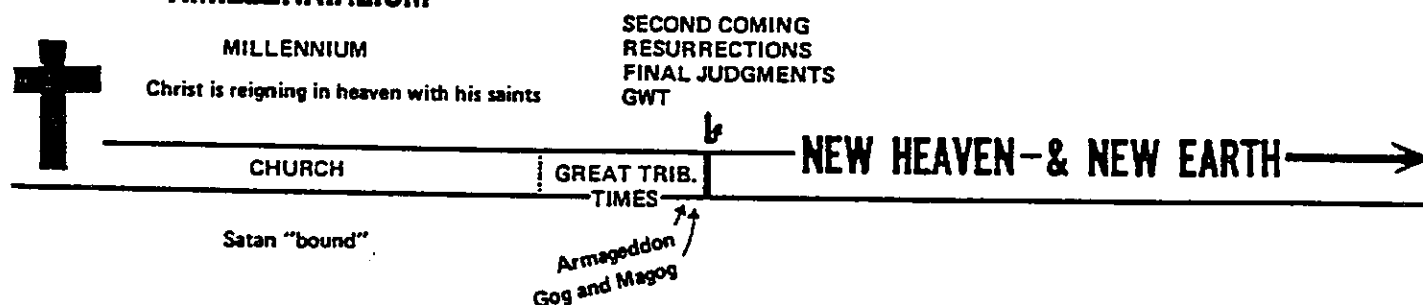 SECOND COMING
MILLENNIUM
RESURRECTIONS
FINAL JUDGMENTS
Christ is reigning in heaven with his saints
GWT
CHURCH
GREAT TRIB.
TIMES
NEW HEAVEN-& NEW EARTH
Satan "bound"
Armageddon
Gog and Magog